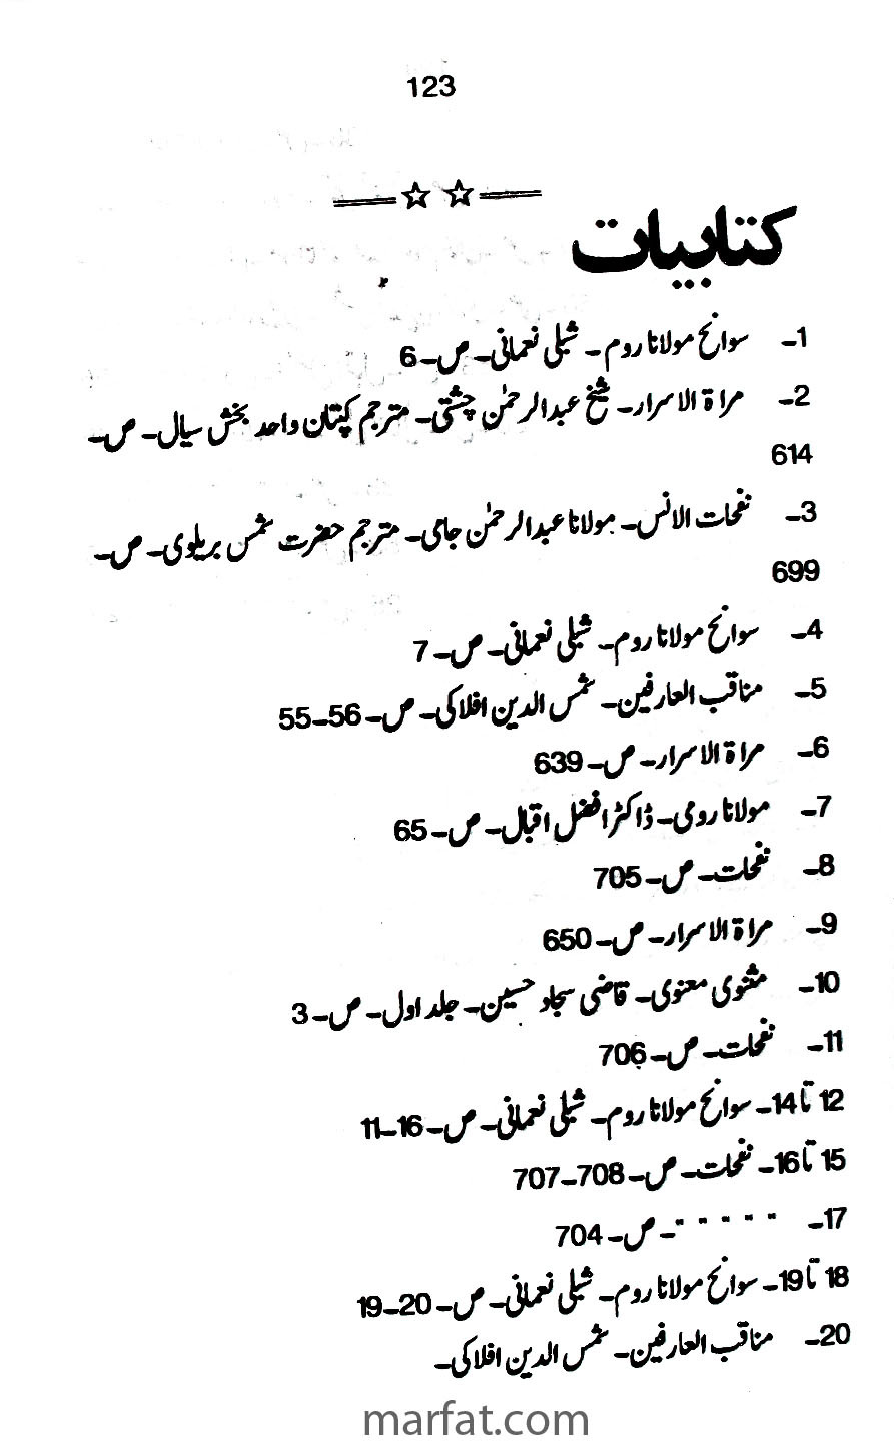 123
کتابیات
1۔ سوانح مولانا روم۔ شبلی نعمانی۔ ص۔ 6
2۔ مراۃ الاسرار۔ شیخ عبدالرحمٰن چشتی۔ مترجم کپتان واحد بخش سیال۔ ص۔
614
3۔ نفحات الانس۔ مولانا عبدالرحمٰن جامی۔ مترجم حضرت شمس بریلوی۔ ص۔
699
4۔ سوانح مولانا روم۔ شبلی نعمانی۔ ص۔ 7
5۔ مناقب العارفین۔ شمس الدین افلاکی۔ ص۔ 56۔55
6۔ مراۃ الاسرار۔ ص۔ 639
7۔ مولانا رومی۔ ڈاکٹر افضل اقبال۔ ص۔ 65
8۔ نفحات۔ ص۔ 705
9۔ مراۃ الاسرار۔ ص۔ 650
10۔ مثنوی معنوی۔ قاضی سجاد حسین۔ جلد اول۔ ص۔ 3
11۔ نفحات۔ ص۔ 706
12 تا 14۔ سوانح مولانا روم۔ شبلی نعمانی۔ ص۔ 16۔11
15 تا 16۔ نفحات۔ ص۔ 708۔707
17۔ " " " " " ۔ ص۔ 704
18 تا 19۔ سوانح مولانا روم۔ شبلی نعمانی۔ ص۔ 20۔19
20۔ مناقب العارفین۔ شمس الدین افلاکی۔
marfat.com